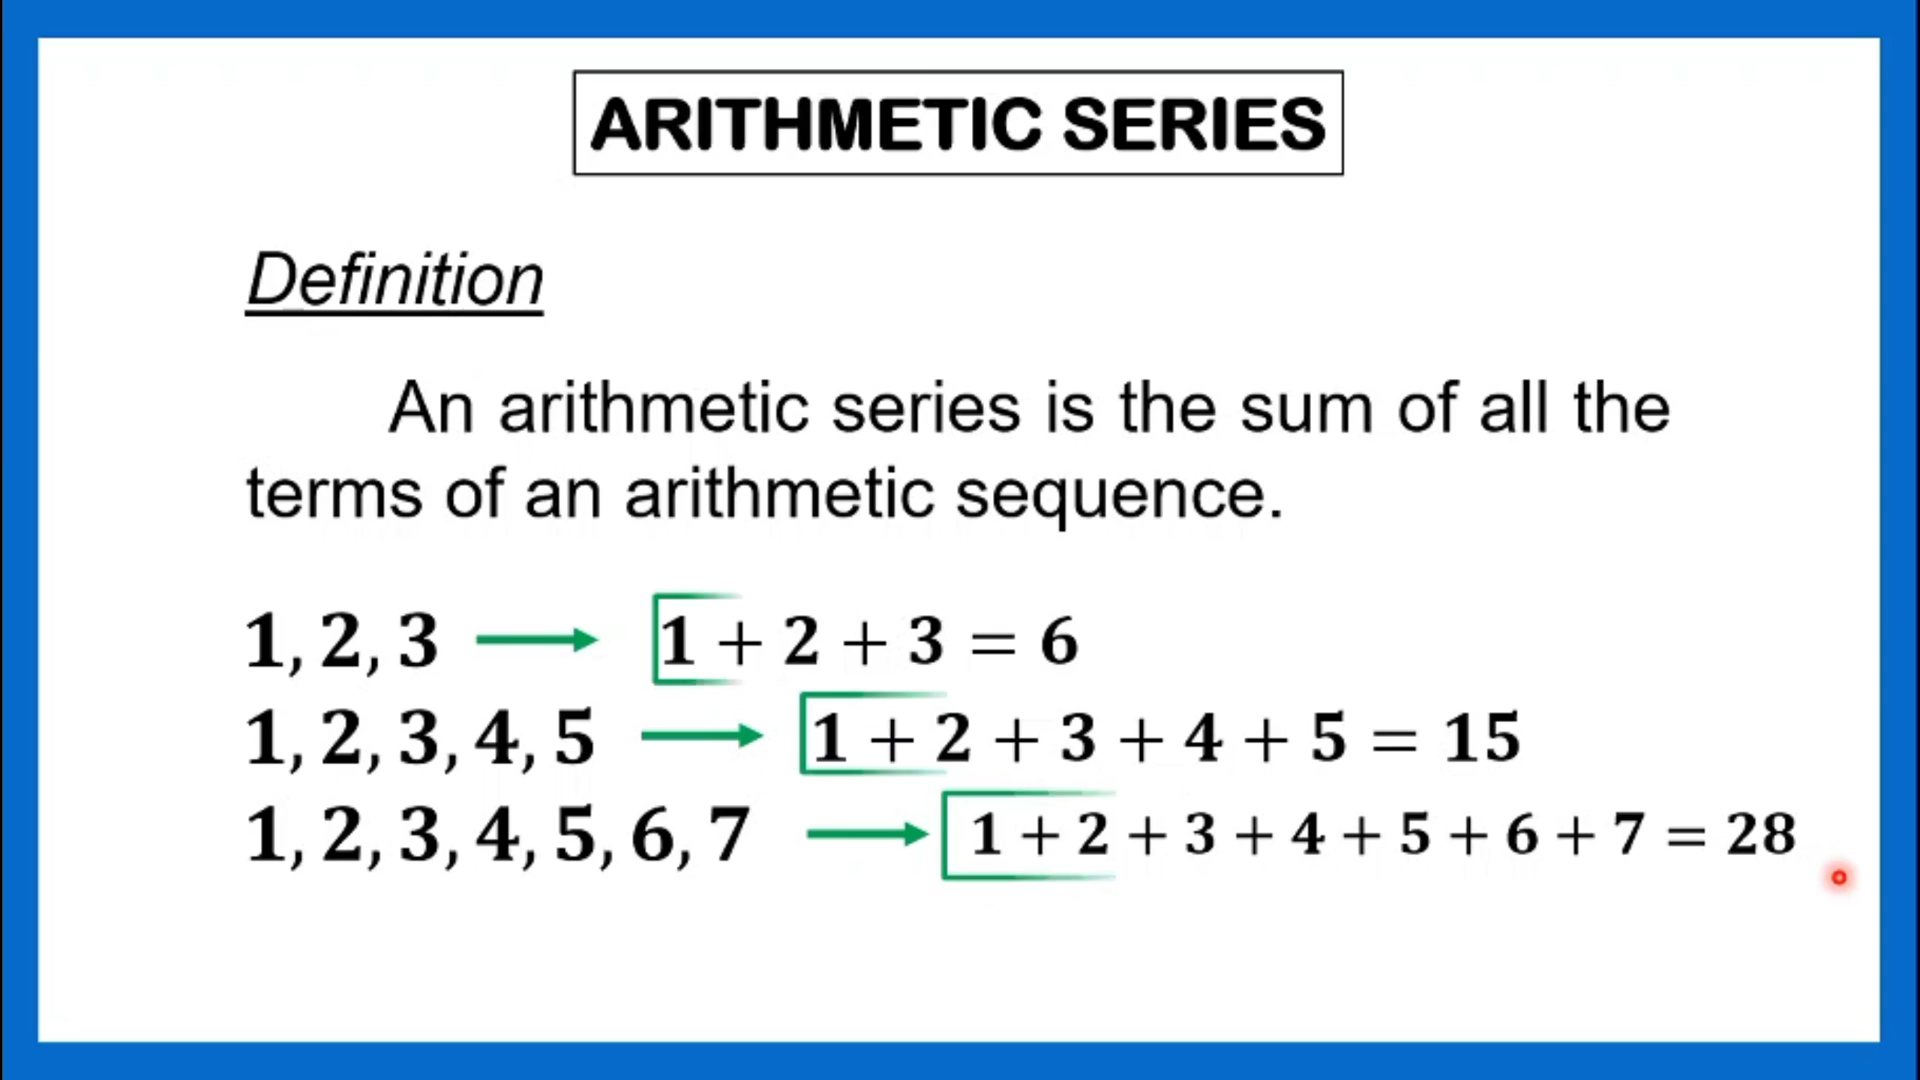 ARITHMETIC SERIES
Definition
An arithmetic series is the sum of all the
terms of an arithmetic sequence.
1, 2, 3 → 1 + 2 + 3 = 6
1, 2, 3, 4, 5 → 1 + 2 + 3 + 4 + 5 = 15
1, 2, 3, 4, 5, 6, 7 → 1 + 2 + 3 + 4 + 5 + 6 + 7 = 28